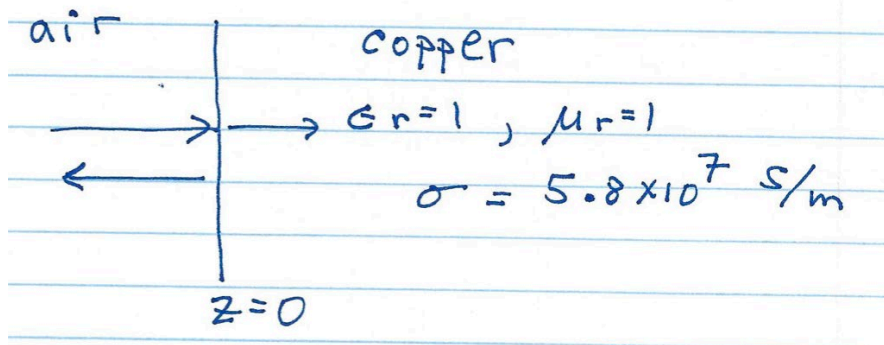 air
copper
ϵr=1 , μr=1
σ = 5.8×10⁷ S/m
z=0